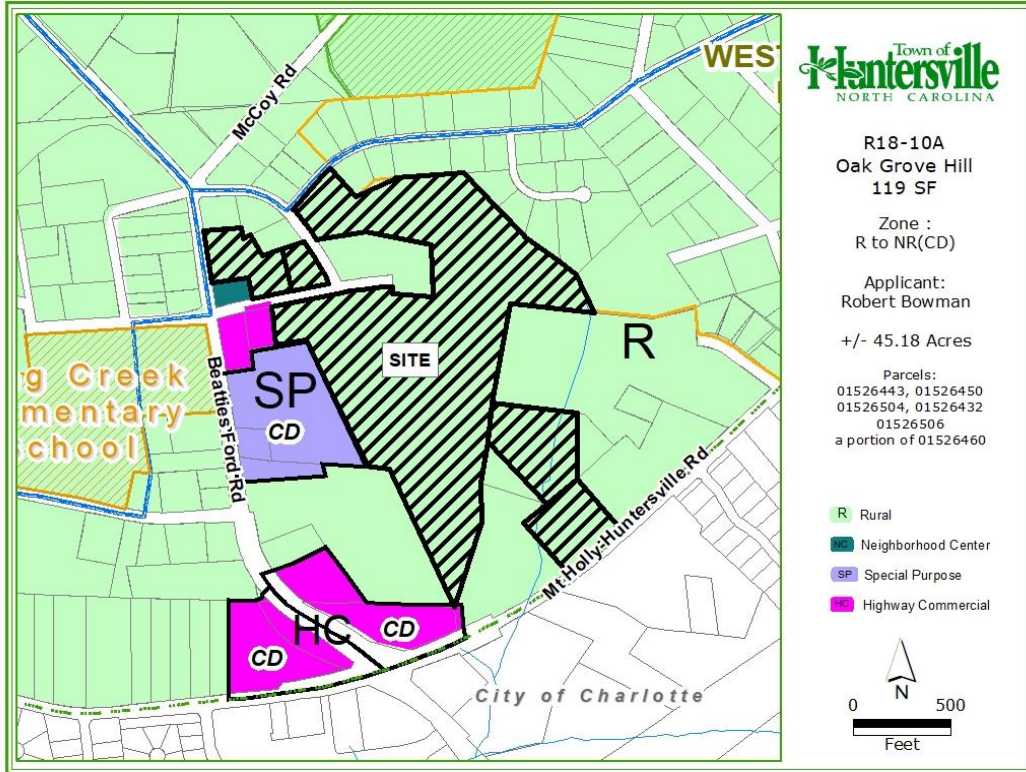 McCoy Rd
WES
SITE
R
SP
CD
g Creek
mentary
chool
Beatties Ford Rd
Mt Holly-Huntersville Rd
HC
CD
CD
City of Charlotte
Town of
Huntersville
NORTH CAROLINA
R18-10A
Oak Grove Hill
119 SF
Zone :
R to NR(CD)
Applicant:
Robert Bowman
+/- 45.18 Acres
Parcels:
01526443, 01526450
01526504, 01526432
01526506
a portion of 01526460
R Rural
NC Neighborhood Center
SP Special Purpose
HC Highway Commercial
N
0 500
Feet